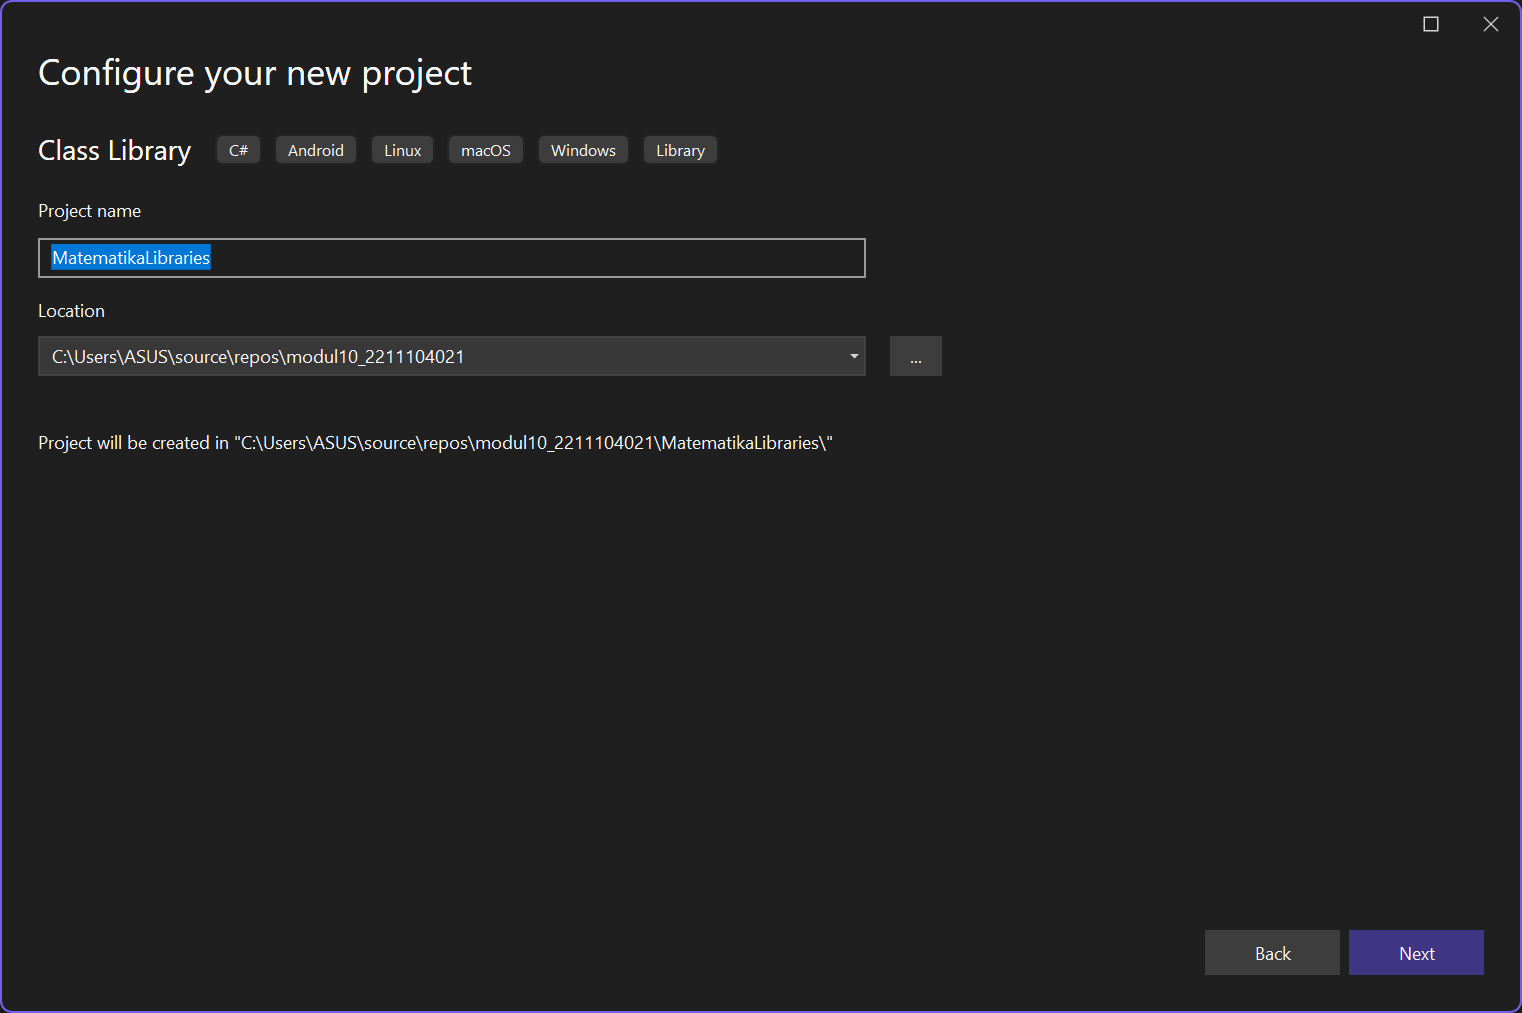 Configure your new project
Class Library C# Android Linux macOS Windows Library
Project name
MatematikaLibraries
Location
C:\Users\ASUS\source\repos\modul10_2211104021 ...
Project will be created in "C:\Users\ASUS\source\repos\modul10_2211104021\MatematikaLibraries\"
Back Next